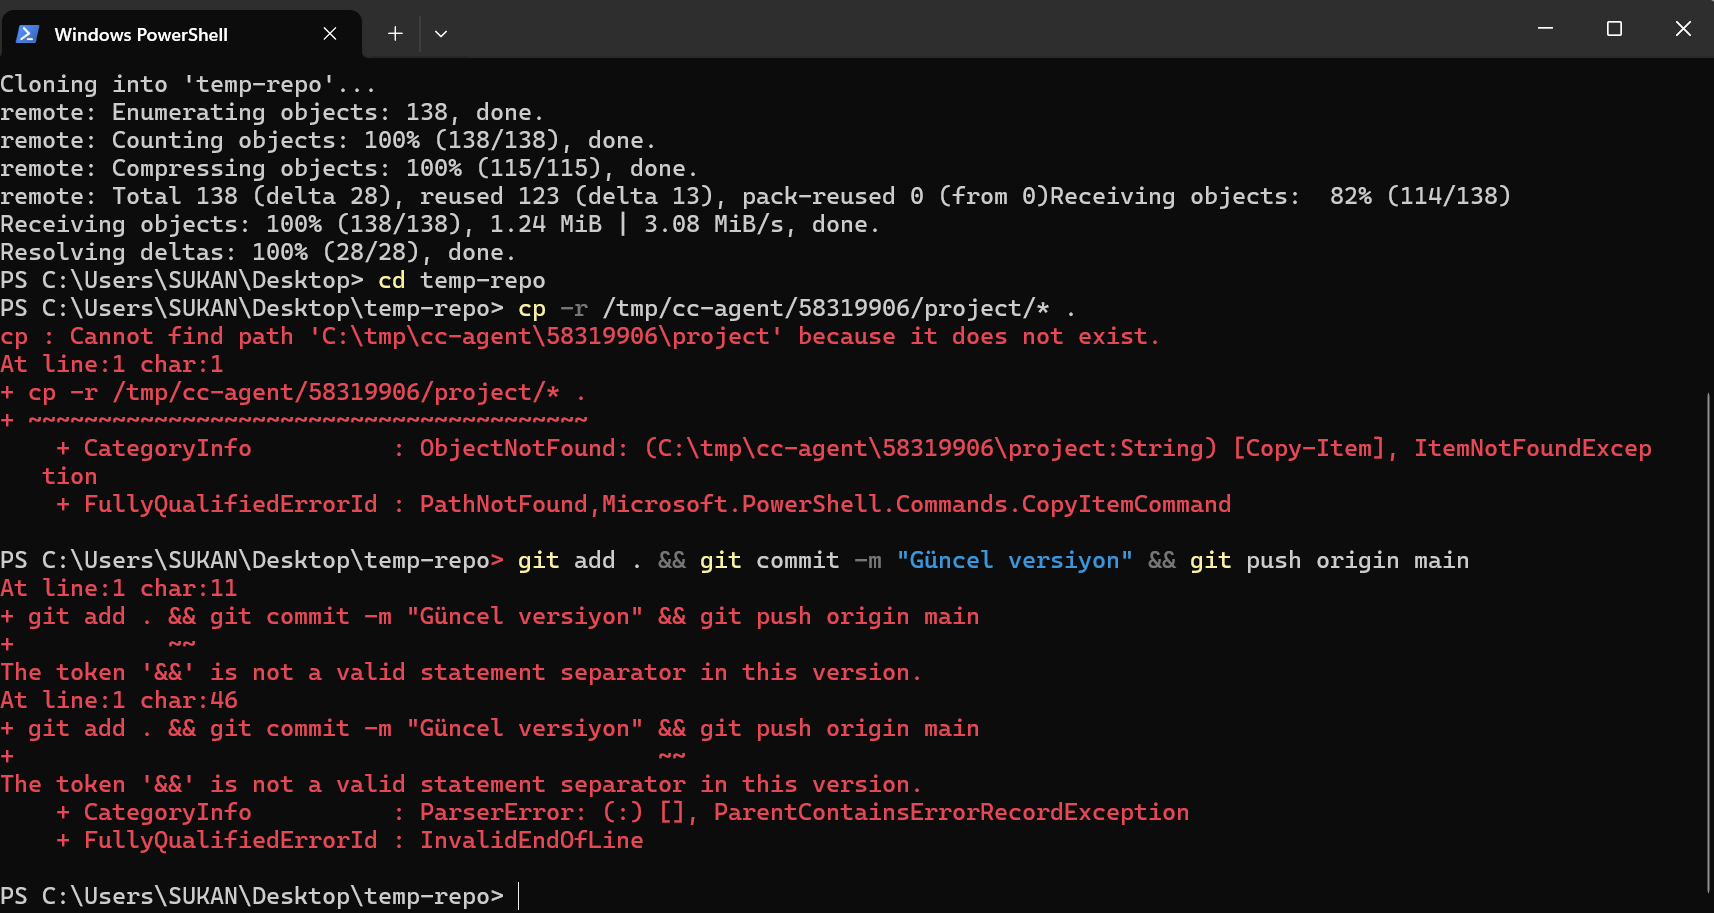 Windows PowerShell
Cloning into 'temp-repo'...
remote: Enumerating objects: 138, done.
remote: Counting objects: 100% (138/138), done.
remote: Compressing objects: 100% (115/115), done.
remote: Total 138 (delta 28), reused 123 (delta 13), pack-reused 0 (from 0)Receiving objects:  82% (114/138)
Receiving objects: 100% (138/138), 1.24 MiB | 3.08 MiB/s, done.
Resolving deltas: 100% (28/28), done.
PS C:\Users\SUKAN\Desktop> cd temp-repo
PS C:\Users\SUKAN\Desktop\temp-repo> cp -r /tmp/cc-agent/58319906/project/* .
cp : Cannot find path 'C:\tmp\cc-agent\58319906\project' because it does not exist.
At line:1 char:1
+ cp -r /tmp/cc-agent/58319906/project/* .
+ ~~~~~~~~~~~~~~~~~~~~~~~~~~~~~~~~~~~~~~~~
    + CategoryInfo          : ObjectNotFound: (C:\tmp\cc-agent\58319906\project:String) [Copy-Item], ItemNotFoundExcep
   tion
    + FullyQualifiedErrorId : PathNotFound,Microsoft.PowerShell.Commands.CopyItemCommand
PS C:\Users\SUKAN\Desktop\temp-repo> git add . && git commit -m "Güncel versiyon" && git push origin main
At line:1 char:11
+ git add . && git commit -m "Güncel versiyon" && git push origin main
+           ~~
The token '&&' is not a valid statement separator in this version.
At line:1 char:46
+ git add . && git commit -m "Güncel versiyon" && git push origin main
+                                              ~~
The token '&&' is not a valid statement separator in this version.
    + CategoryInfo          : ParserError: (:) [], ParentContainsErrorRecordException
    + FullyQualifiedErrorId : InvalidEndOfLine
PS C:\Users\SUKAN\Desktop\temp-repo>